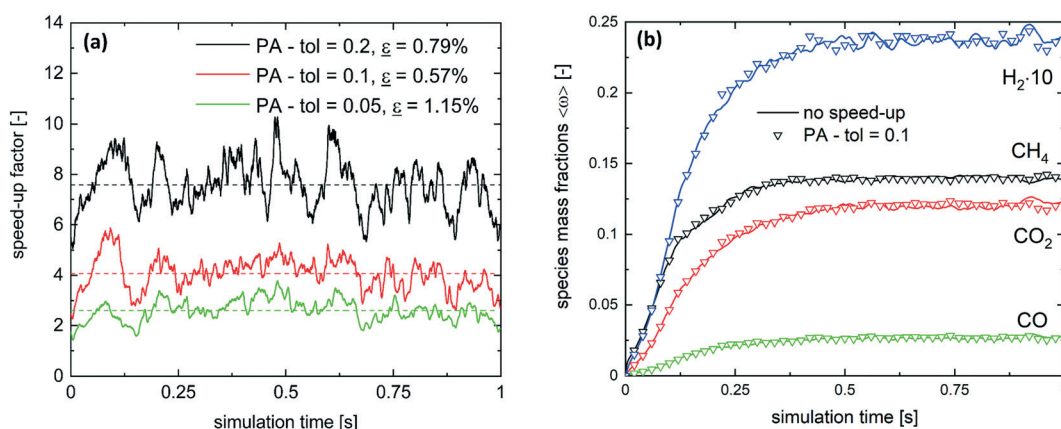 (a)
PA - tol = 0.2, ε = 0.79%
PA - tol = 0.1, ε = 0.57%
PA - tol = 0.05, ε = 1.15%
speed-up factor [-]
14
12
10
8
6
4
2
0
0
0.25
0.5
0.75
1
simulation time [s]
(b)
species mass fractions <ω> [-]
0.25
0.20
0.15
0.10
0.05
0
no speed-up
PA - tol = 0.1
H₂·10
CH₄
CO₂
CO
0
0.25
0.5
0.75
1
simulation time [s]